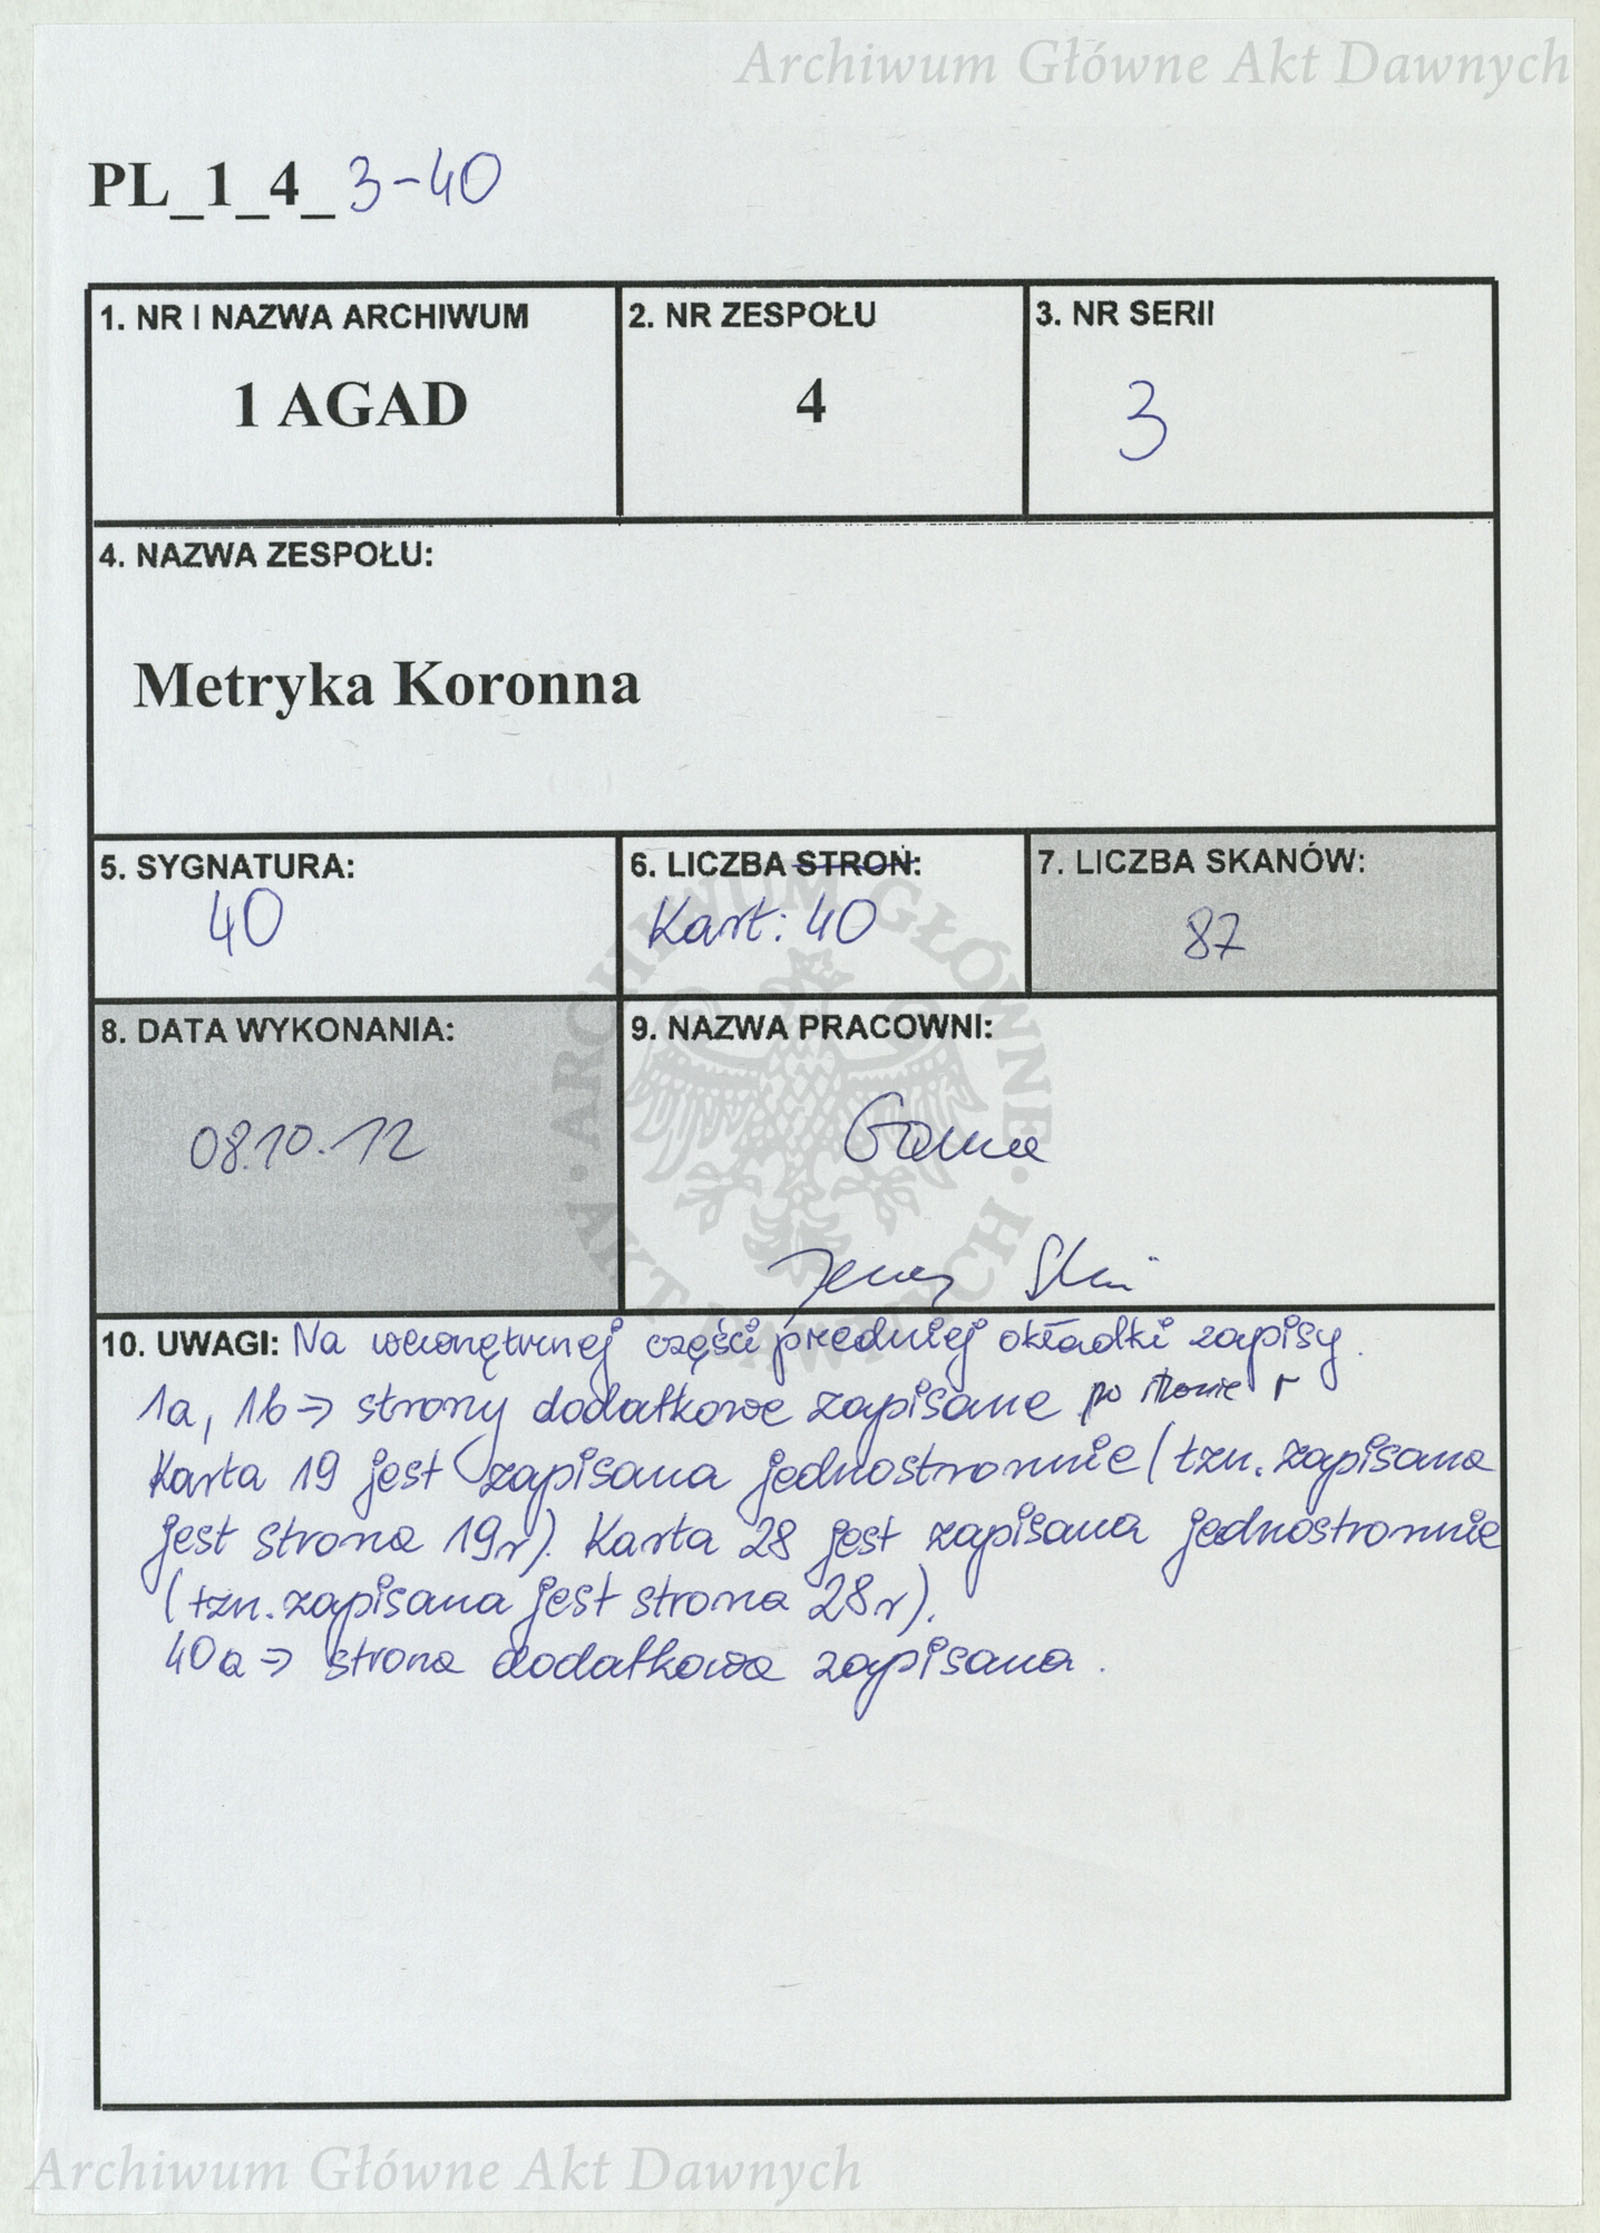 Archiwum Główne Akt Dawnych
PL_1_4_3-40
1. NR I NAZWA ARCHIWUM
1 AGAD
2. NR ZESPOŁU
4
3. NR SERII
3
4. NAZWA ZESPOŁU:
Metryka Koronna
5. SYGNATURA:
40
6. LICZBA STRON:
Kart: 40
7. LICZBA SKANÓW:
87
8. DATA WYKONANIA:
08.10.12
9. NAZWA PRACOWNI:
10. UWAGI: Na wewnętrznej części przedniej okładki zapisy.
1a, 1b => strony dodatkowe zapisane po stronie r
Karta 19 jest zapisana jednostronnie (tzn. zapisana
jest strona 19r). Karta 28 jest zapisana jednostronnie
(tzn. zapisana jest strona 28r).
40a => strona dodatkowa zapisana.
ARCHIWUM GŁÓWNE · AKT DAWNYCH ·
Archiwum Główne Akt Dawnych